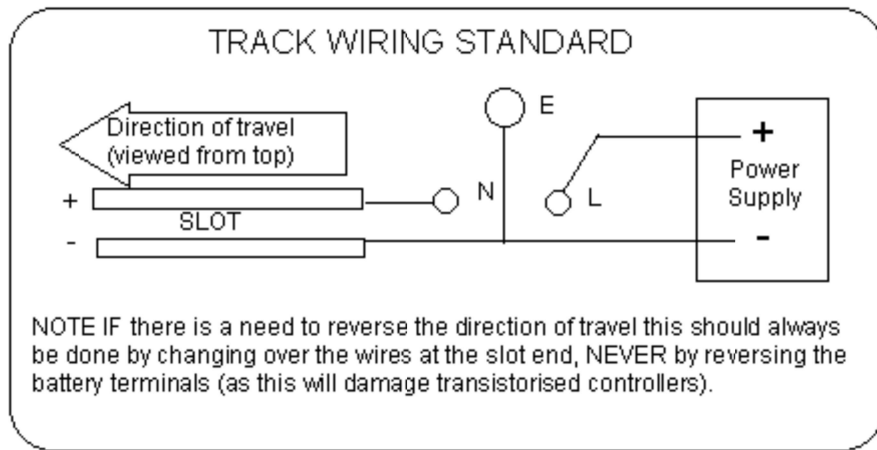 TRACK WIRING STANDARD
E
Direction of travel
(viewed from top)
+
Power
Supply
+
N
L
SLOT
-
-
NOTE IF there is a need to reverse the direction of travel this should always
be done by changing over the wires at the slot end, NEVER by reversing the
battery terminals (as this will damage transistorised controllers).